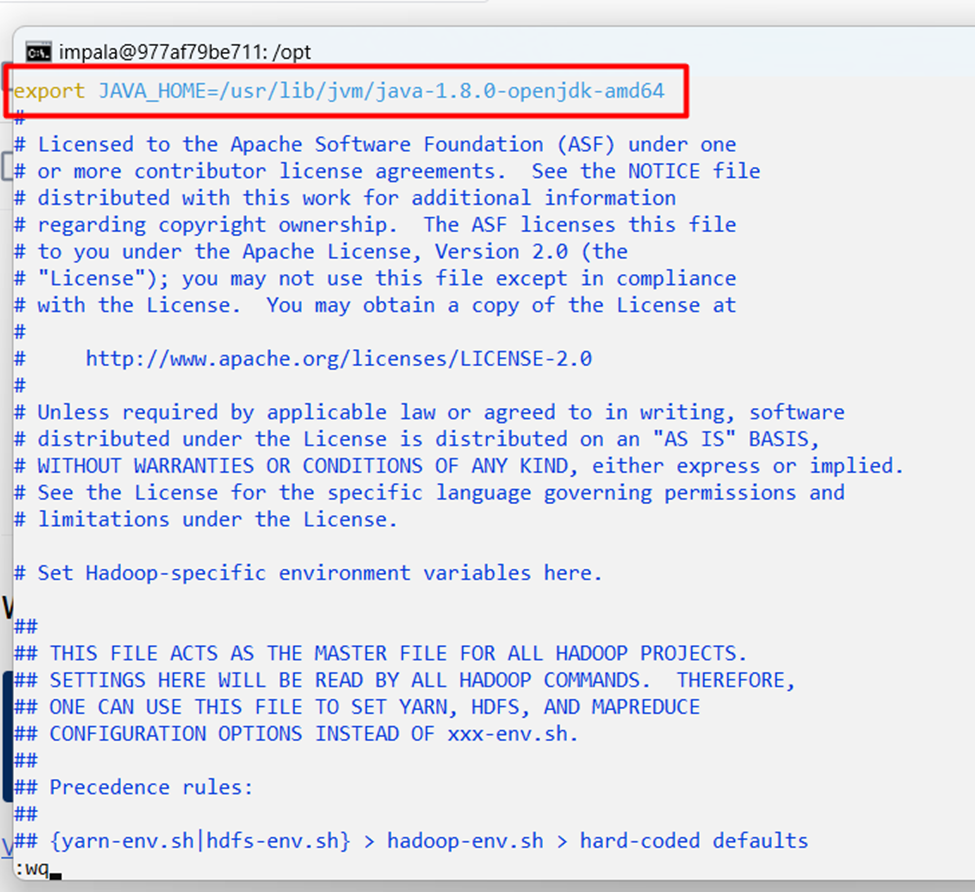 impala@977af79be711: /opt
export JAVA_HOME=/usr/lib/jvm/java-1.8.0-openjdk-amd64
#
# Licensed to the Apache Software Foundation (ASF) under one
# or more contributor license agreements.  See the NOTICE file
# distributed with this work for additional information
# regarding copyright ownership.  The ASF licenses this file
# to you under the Apache License, Version 2.0 (the
# "License"); you may not use this file except in compliance
# with the License.  You may obtain a copy of the License at
#
#     http://www.apache.org/licenses/LICENSE-2.0
#
# Unless required by applicable law or agreed to in writing, software
# distributed under the License is distributed on an "AS IS" BASIS,
# WITHOUT WARRANTIES OR CONDITIONS OF ANY KIND, either express or implied.
# See the License for the specific language governing permissions and
# limitations under the License.

# Set Hadoop-specific environment variables here.

##
## THIS FILE ACTS AS THE MASTER FILE FOR ALL HADOOP PROJECTS.
## SETTINGS HERE WILL BE READ BY ALL HADOOP COMMANDS.  THEREFORE,
## ONE CAN USE THIS FILE TO SET YARN, HDFS, AND MAPREDUCE
## CONFIGURATION OPTIONS INSTEAD OF xxx-env.sh.
##
## Precedence rules:
##
## {yarn-env.sh|hdfs-env.sh} > hadoop-env.sh > hard-coded defaults
:wq